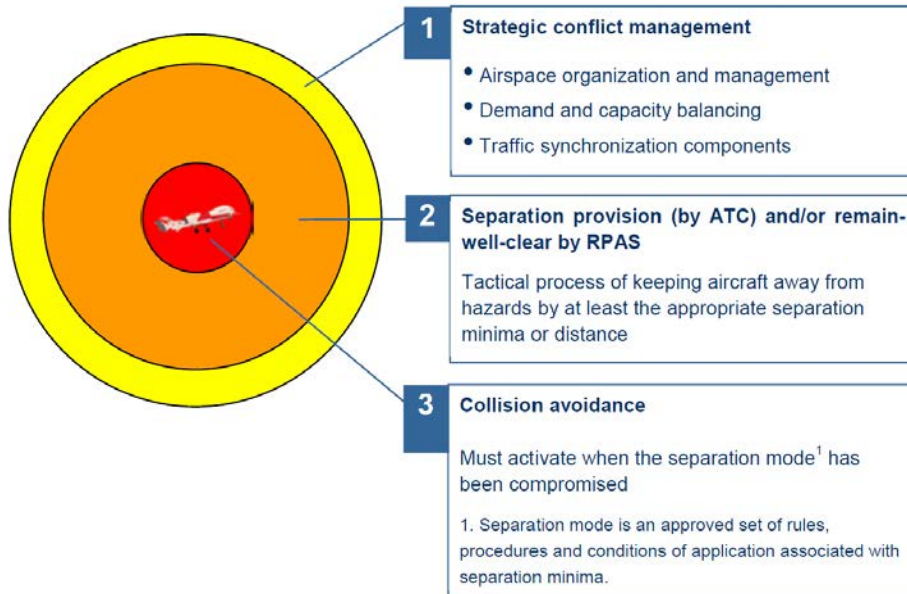 1
Strategic conflict management
• Airspace organization and management
• Demand and capacity balancing
• Traffic synchronization components
2
Separation provision (by ATC) and/or remain-
well-clear by RPAS
Tactical process of keeping aircraft away from
hazards by at least the appropriate separation
minima or distance
3
Collision avoidance
Must activate when the separation mode¹ has
been compromised
1. Separation mode is an approved set of rules,
procedures and conditions of application associated with
separation minima.